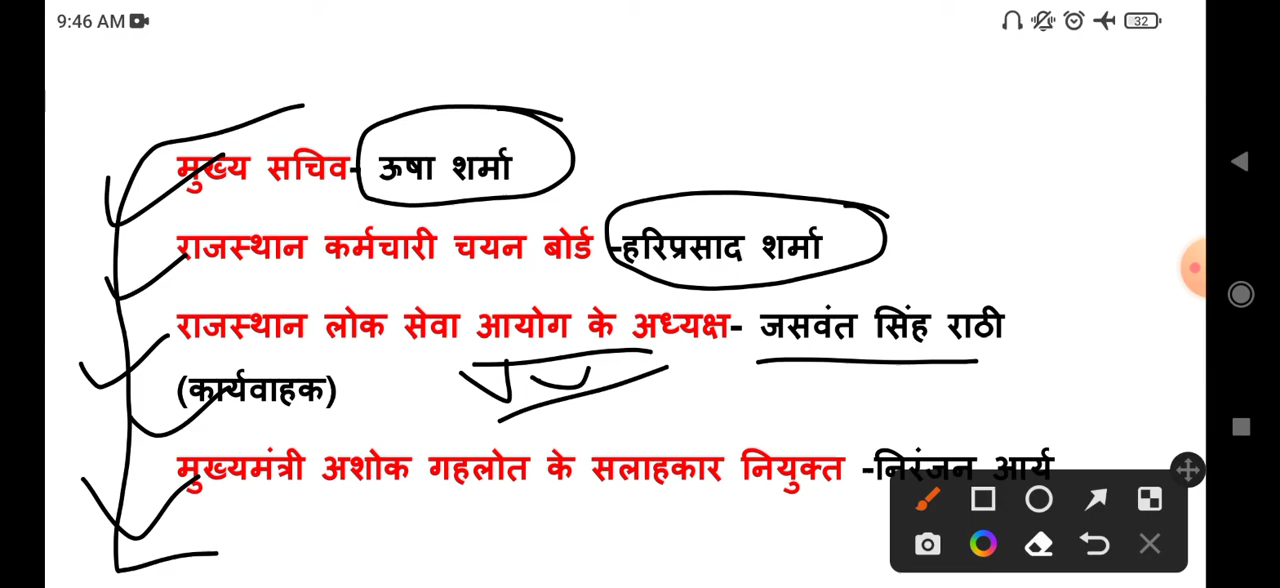 9:46 AM
32
मुख्य सचिव- ऊषा शर्मा
राजस्थान कर्मचारी चयन बोर्ड -हरिप्रसाद शर्मा
राजस्थान लोक सेवा आयोग के अध्यक्ष- जसवंत सिंह राठी
(कार्यवाहक)
मुख्यमंत्री अशोक गहलोत के सलाहकार नियुक्त -निरंजन आर्य